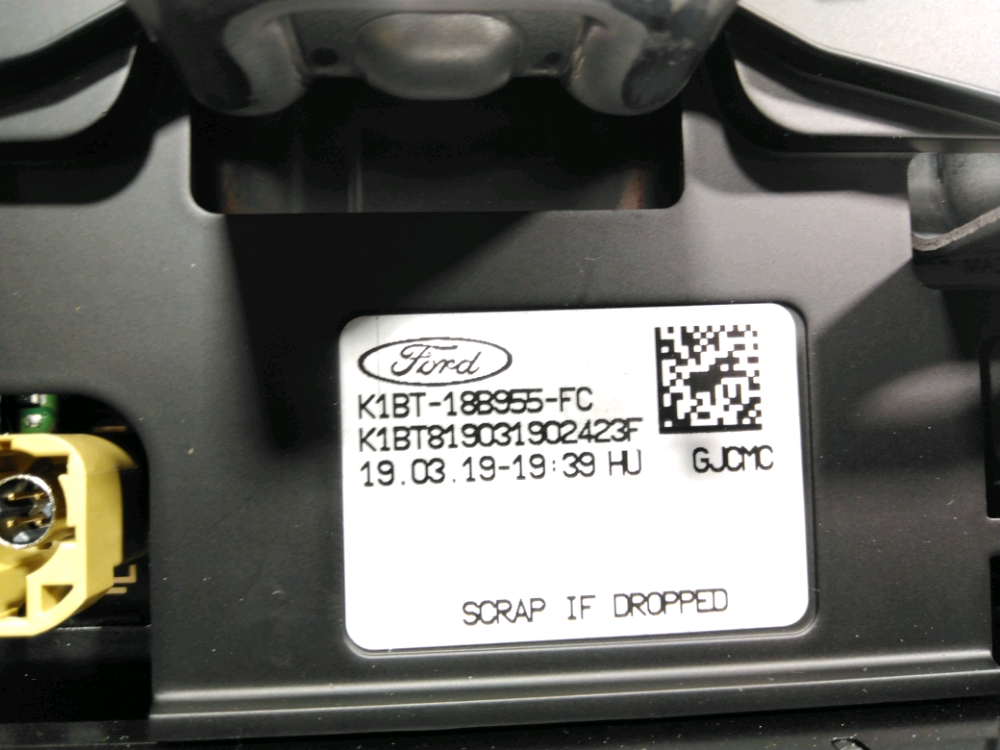 Ford
K1BT-18B955-FC
K1BT819031902423F
19.03.19-19:39 HU GJCMC
SCRAP IF DROPPED